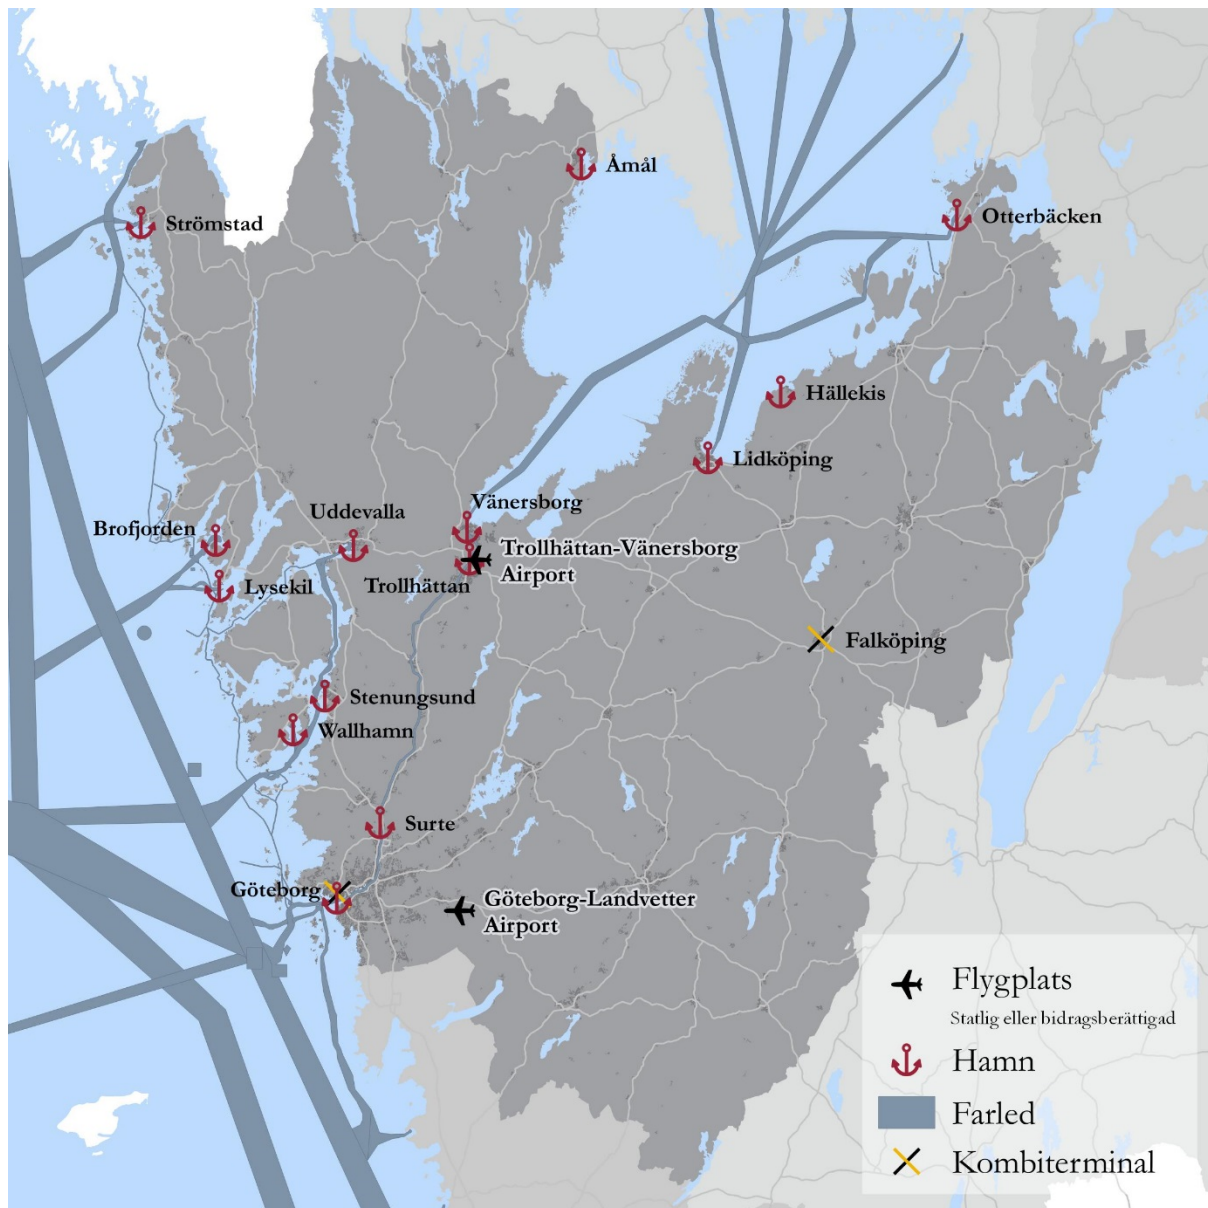 Åmål
Strömstad
Otterbäcken
Hällekis
Lidköping
Vänersborg
Uddevalla
Brofjorden
Trollhättan-Vänersborg
Airport
Trollhättan
Lysekil
Falköping
Stenungsund
Wallhamn
Surte
Göteborg
Göteborg-Landvetter
Airport
Flygplats
Statlig eller bidragsberättigad
Hamn
Farled
Kombiterminal